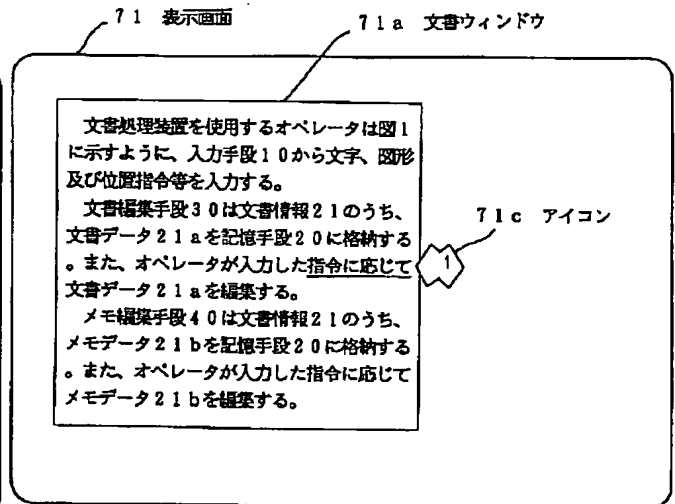 71 表示画面
71a 文書ウィンドウ
文書処理装置を使用するオペレータは図1
に示すように、入力手段10から文字、図形
及び位置指令等を入力する。
文書編集手段30は文書情報21のうち、
文書データ21aを記憶手段20に格納する
。また、オペレータが入力した指令に応じて
文書データ21aを編集する。
メモ編集手段40は文書情報21のうち、
メモデータ21bを記憶手段20に格納する
。また、オペレータが入力した指令に応じて
メモデータ21bを編集する。
71c アイコン
1